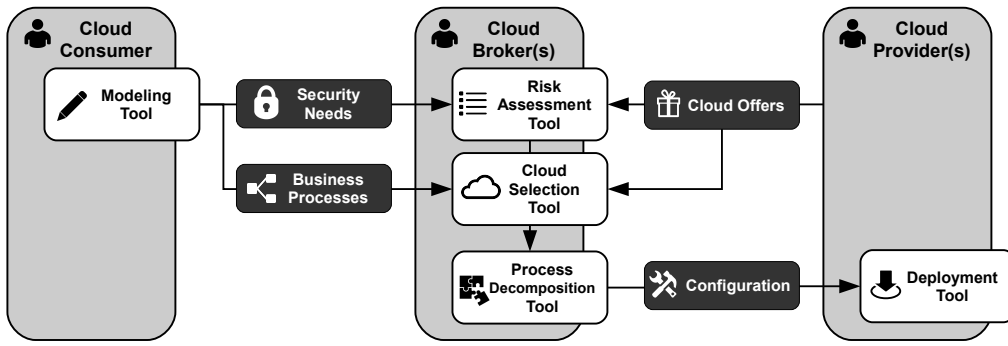 Cloud
Consumer
Modeling
Tool
Security
Needs
Business
Processes
Cloud
Broker(s)
Risk
Assessment
Tool
Cloud
Selection
Tool
Process
Decomposition
Tool
Cloud Offers
Configuration
Cloud
Provider(s)
Deployment
Tool